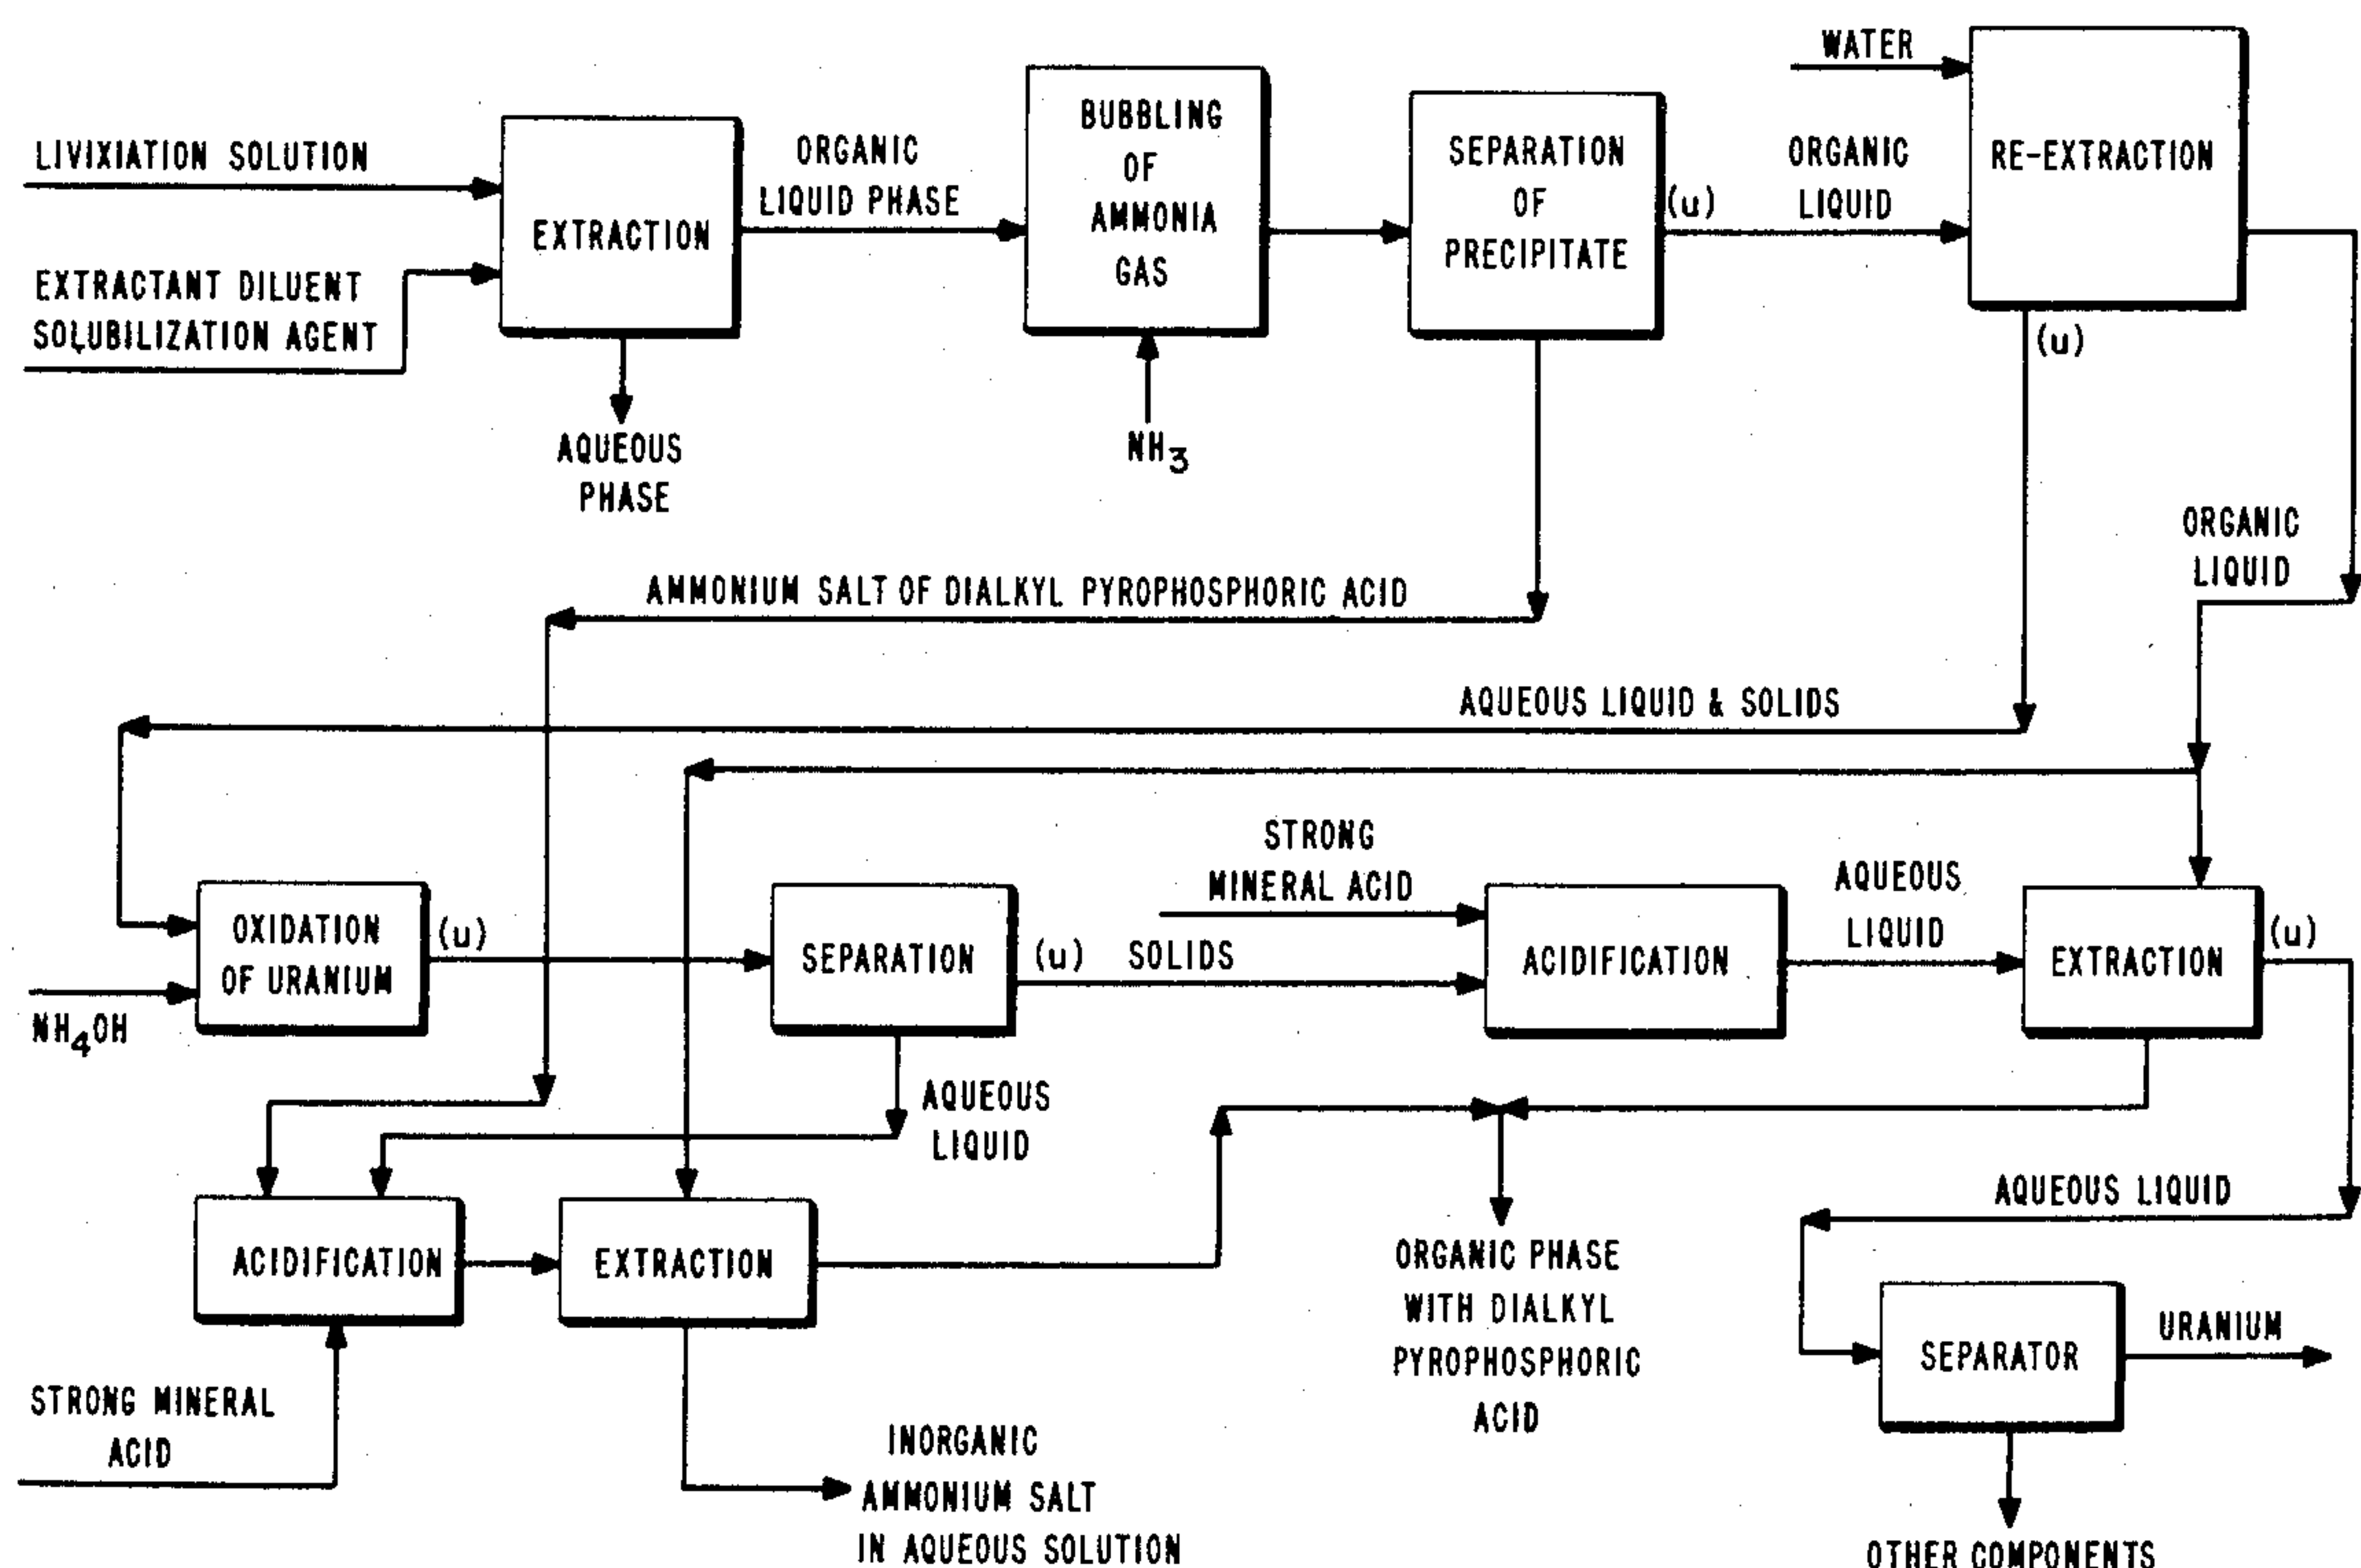 WATER
LIVIXIATION SOLUTION
EXTRACTANT DILUENT
SOLUBILIZATION AGENT
EXTRACTION
AQUEOUS
PHASE
ORGANIC
LIQUID PHASE
BUBBLING
OF
AMMONIA
GAS
NH3
SEPARATION
OF
PRECIPITATE
(u)
ORGANIC
LIQUID
RE-EXTRACTION
(u)
ORGANIC
LIQUID
AMMONIUM SALT OF DIALKYL PYROPHOSPHORIC ACID
AQUEOUS LIQUID & SOLIDS
OXIDATION
OF URANIUM
(u)
NH4OH
SEPARATION
(u) SOLIDS
AQUEOUS
LIQUID
STRONG
MINERAL ACID
ACIDIFICATION
AQUEOUS
LIQUID
EXTRACTION
(u)
ACIDIFICATION
STRONG MINERAL
ACID
EXTRACTION
INORGANIC
AMMONIUM SALT
IN AQUEOUS SOLUTION
ORGANIC PHASE
WITH DIALKYL
PYROPHOSPHORIC
ACID
AQUEOUS LIQUID
SEPARATOR
URANIUM
OTHER COMPONENTS